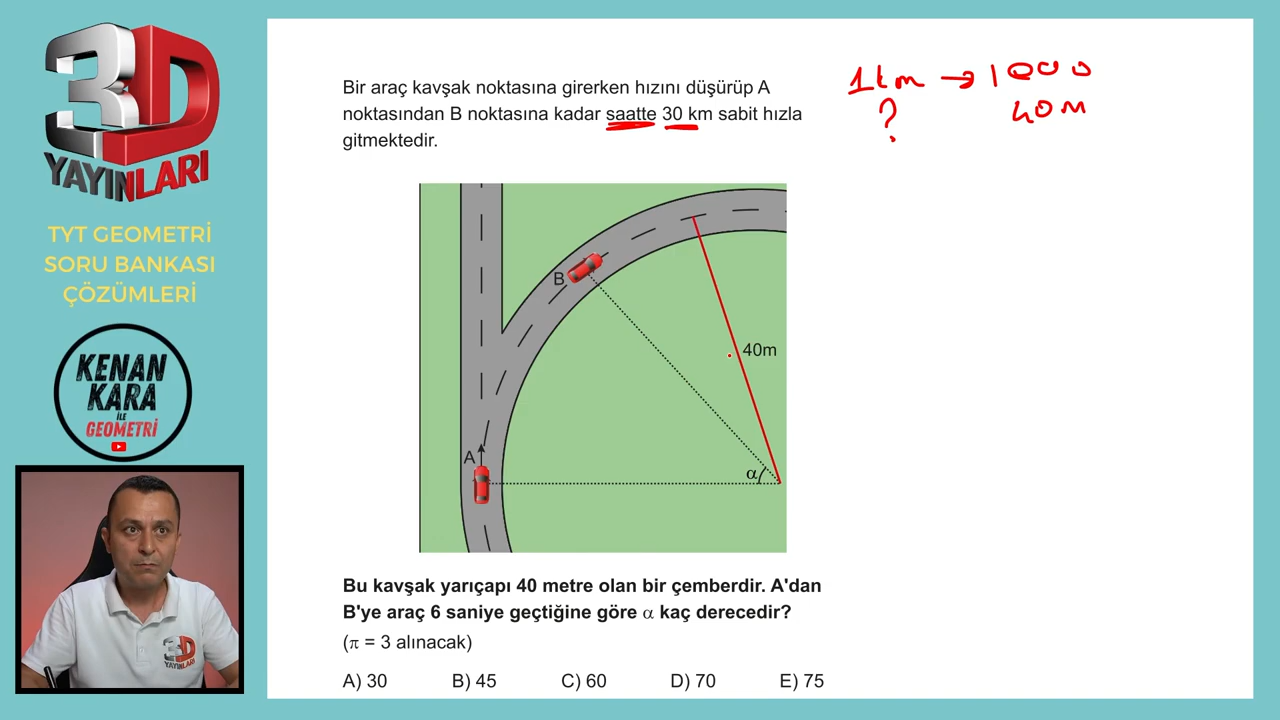 3D
YAYINLARI
TYT GEOMETRİ
SORU BANKASI
ÇÖZÜMLERİ
KENAN
KARA
İLE
GEOMETRİ
3D
YAYINLARI
Bir araç kavşak noktasına girerken hızını düşürüp A
noktasından B noktasına kadar saatte 30 km sabit hızla
gitmektedir.
1km → 1000
? 40m
B
40m
A
α
Bu kavşak yarıçapı 40 metre olan bir çemberdir. A'dan
B'ye araç 6 saniye geçtiğine göre α kaç derecedir?
(π = 3 alınacak)
A) 30 B) 45 C) 60 D) 70 E) 75